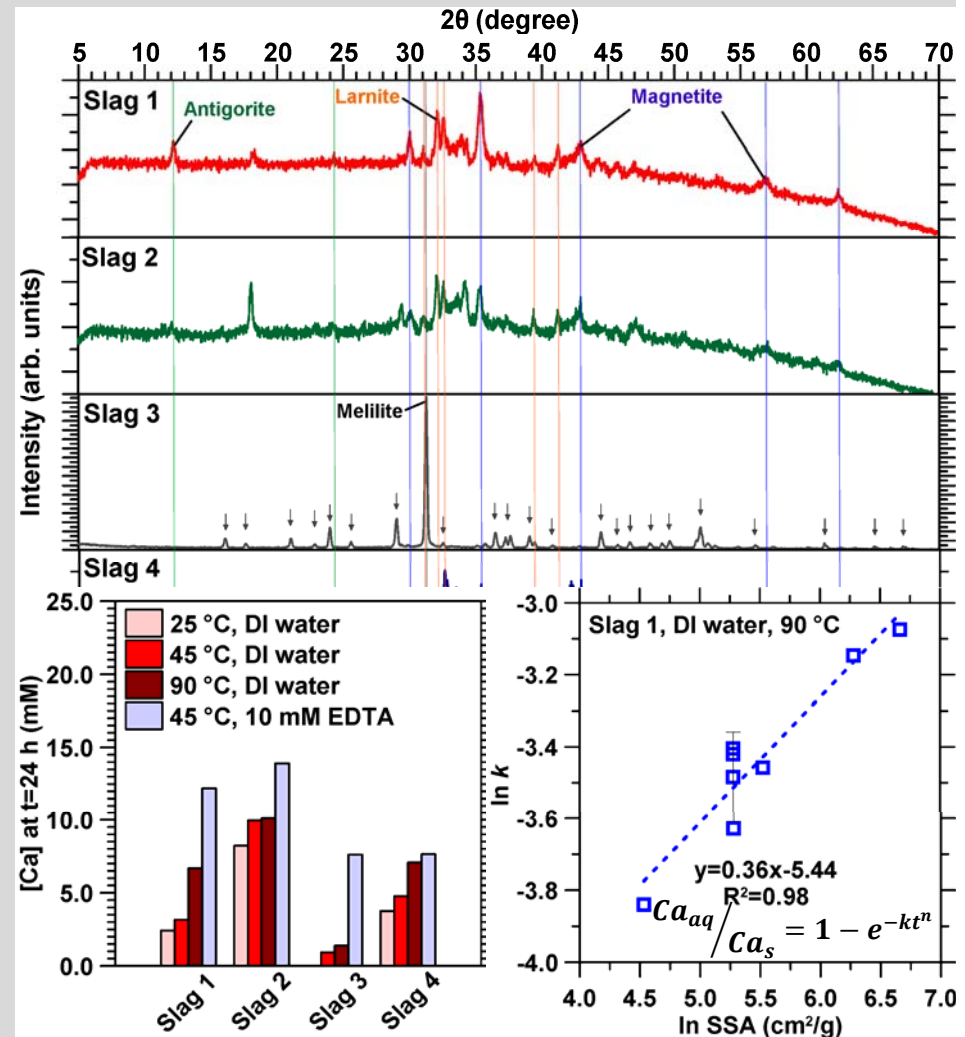 2θ (degree)
5 10 15 20 25 30 35 40 45 50 55 60 65 70
Intensity (arb. units)
Slag 1
Antigorite
Larnite
Magnetite
Slag 2
Slag 3
Melilite
Slag 4
[Ca] at t=24 h (mM)
25.0
20.0
15.0
10.0
5.0
0.0
25 °C, DI water
45 °C, DI water
90 °C, DI water
45 °C, 10 mM EDTA
Slag 1 Slag 2 Slag 3 Slag 4
ln k
-3.0
-3.2
-3.4
-3.6
-3.8
-4.0
Slag 1, DI water, 90 °C
y=0.36x-5.44
R²=0.98
Ca_aq / Ca_s = 1 − e^{−kt^n}
4.0 4.5 5.0 5.5 6.0 6.5 7.0
ln SSA (cm²/g)